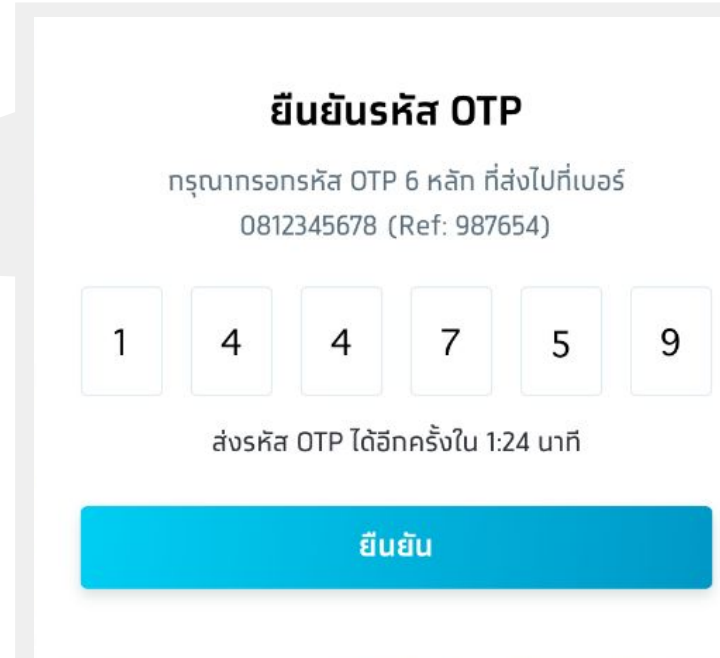 ยืนยันรหัส OTP
กรุณากรอกรหัส OTP 6 หลัก ที่ส่งไปที่เบอร์
0812345678 (Ref: 987654)
1 4 4 7 5 9
ส่งรหัส OTP ได้อีกครั้งใน 1:24 นาที
ยืนยัน